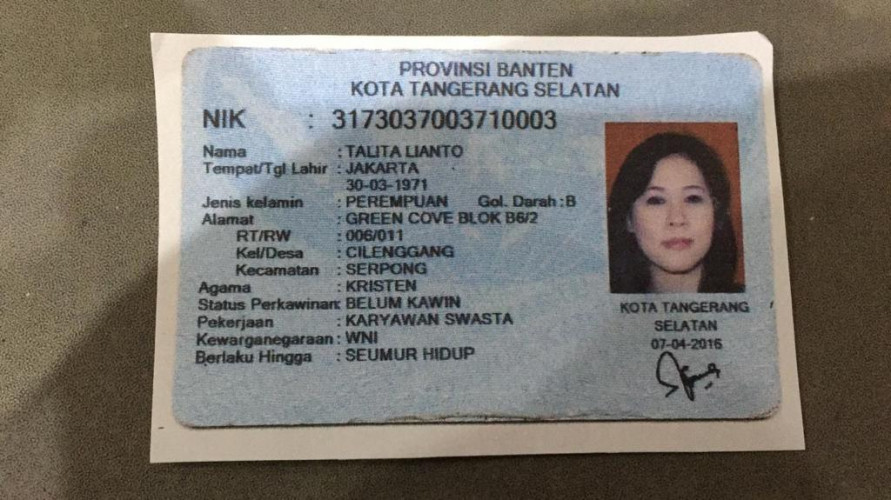 PROVINSI BANTEN
KOTA TANGERANG SELATAN
NIK : 3173037003710003
Nama : TALITA LIANTO
Tempat/Tgl Lahir : JAKARTA
30-03-1971
Jenis kelamin : PEREMPUAN Gol. Darah : B
Alamat : GREEN COVE BLOK B6/2
RT/RW : 006/011
Kel/Desa : CILENGGANG
Kecamatan : SERPONG
Agama : KRISTEN
Status Perkawinan: BELUM KAWIN
Pekerjaan : KARYAWAN SWASTA
Kewarganegaraan: WNI
Berlaku Hingga : SEUMUR HIDUP
KOTA TANGERANG
SELATAN
07-04-2016